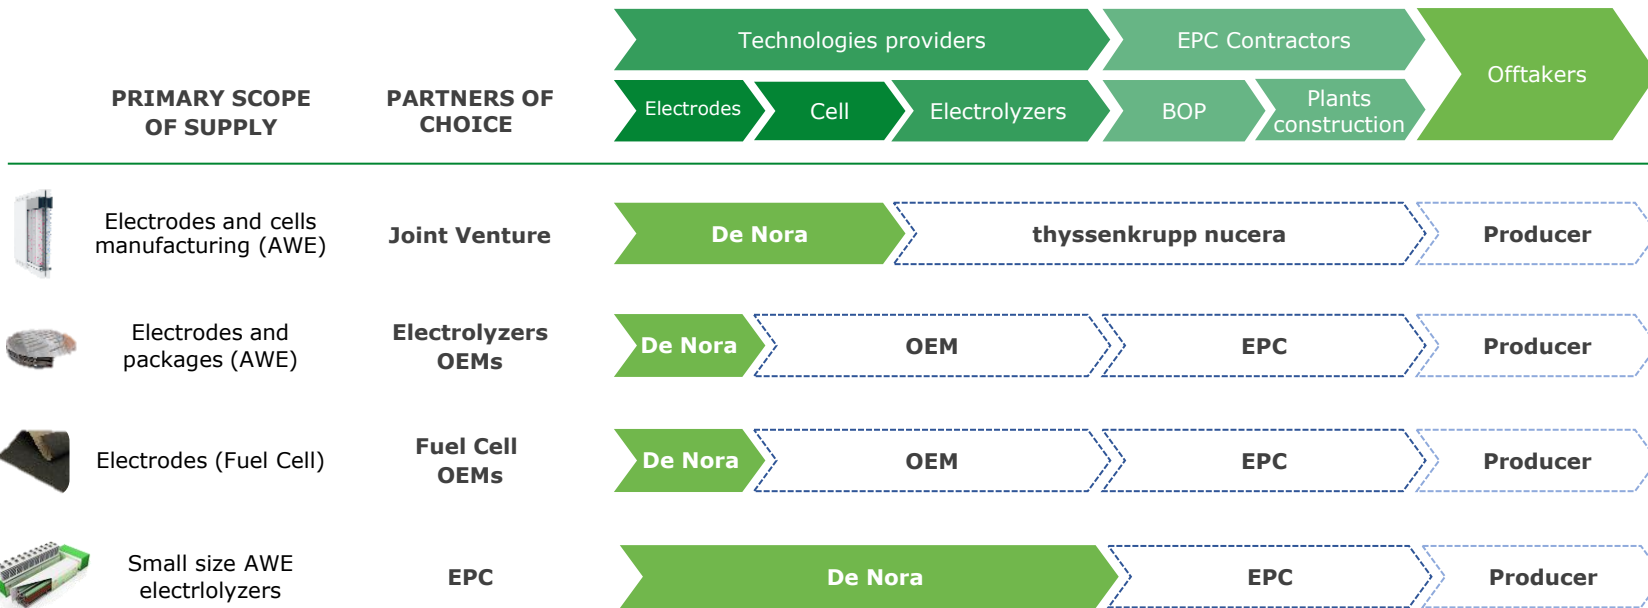 Technologies providers
EPC Contractors
Offtakers
PRIMARY SCOPE
OF SUPPLY
PARTNERS OF
CHOICE
Electrodes
Cell
Electrolyzers
BOP
Plants
construction
Electrodes and cells
manufacturing (AWE)
Joint Venture
De Nora
thyssenkrupp nucera
Producer
Electrodes and
packages (AWE)
Electrolyzers
OEMs
De Nora
OEM
EPC
Producer
Electrodes (Fuel Cell)
Fuel Cell
OEMs
De Nora
OEM
EPC
Producer
Small size AWE
electrlolyzers
EPC
De Nora
EPC
Producer